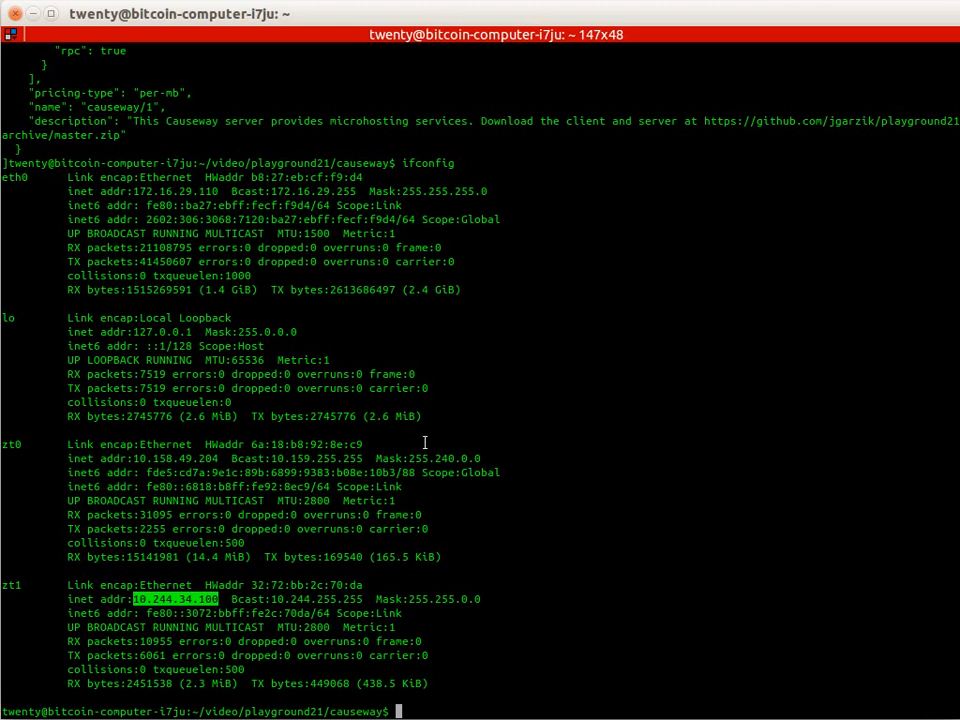 twenty@bitcoin-computer-i7ju: ~
twenty@bitcoin-computer-i7ju: ~ 147x48
"rpc": true
}
],
"pricing-type": "per-mb",
"name": "causeway/1",
"description": "This Causeway server provides microhosting services. Download the client and server at https://github.com/jgarzik/playground21
archive/master.zip"
}
]twenty@bitcoin-computer-i7ju:~/video/playground21/causeway$ ifconfig
eth0 Link encap:Ethernet HWaddr b8:27:eb:cf:f9:d4
inet addr:172.16.29.110 Bcast:172.16.29.255 Mask:255.255.255.0
inet6 addr: fe80::ba27:ebff:fecf:f9d4/64 Scope:Link
inet6 addr: 2602:306:3068:7120:ba27:ebff:fecf:f9d4/64 Scope:Global
UP BROADCAST RUNNING MULTICAST MTU:1500 Metric:1
RX packets:21108795 errors:0 dropped:0 overruns:0 frame:0
TX packets:41450607 errors:0 dropped:0 overruns:0 carrier:0
collisions:0 txqueuelen:1000
RX bytes:1515269591 (1.4 GiB) TX bytes:2613686497 (2.4 GiB)
lo Link encap:Local Loopback
inet addr:127.0.0.1 Mask:255.0.0.0
inet6 addr: ::1/128 Scope:Host
UP LOOPBACK RUNNING MTU:65536 Metric:1
RX packets:7519 errors:0 dropped:0 overruns:0 frame:0
TX packets:7519 errors:0 dropped:0 overruns:0 carrier:0
collisions:0 txqueuelen:0
RX bytes:2745776 (2.6 MiB) TX bytes:2745776 (2.6 MiB)
zt0 Link encap:Ethernet HWaddr 6a:18:b8:92:8e:c9
inet addr:10.158.49.204 Bcast:10.159.255.255 Mask:255.240.0.0
inet6 addr: fde5:cd7a:9e1c:89b:6899:9383:b08e:10b3/88 Scope:Global
inet6 addr: fe80::6818:b8ff:fe92:8ec9/64 Scope:Link
UP BROADCAST RUNNING MULTICAST MTU:2800 Metric:1
RX packets:31095 errors:0 dropped:0 overruns:0 frame:0
TX packets:2255 errors:0 dropped:0 overruns:0 carrier:0
collisions:0 txqueuelen:500
RX bytes:15141981 (14.4 MiB) TX bytes:169540 (165.5 KiB)
zt1 Link encap:Ethernet HWaddr 32:72:bb:2c:70:da
inet addr:10.244.34.100 Bcast:10.244.255.255 Mask:255.255.0.0
inet6 addr: fe80::3072:bbff:fe2c:70da/64 Scope:Link
UP BROADCAST RUNNING MULTICAST MTU:2800 Metric:1
RX packets:10955 errors:0 dropped:0 overruns:0 frame:0
TX packets:6061 errors:0 dropped:0 overruns:0 carrier:0
collisions:0 txqueuelen:500
RX bytes:2451538 (2.3 MiB) TX bytes:449068 (438.5 KiB)
twenty@bitcoin-computer-i7ju:~/video/playground21/causeway$